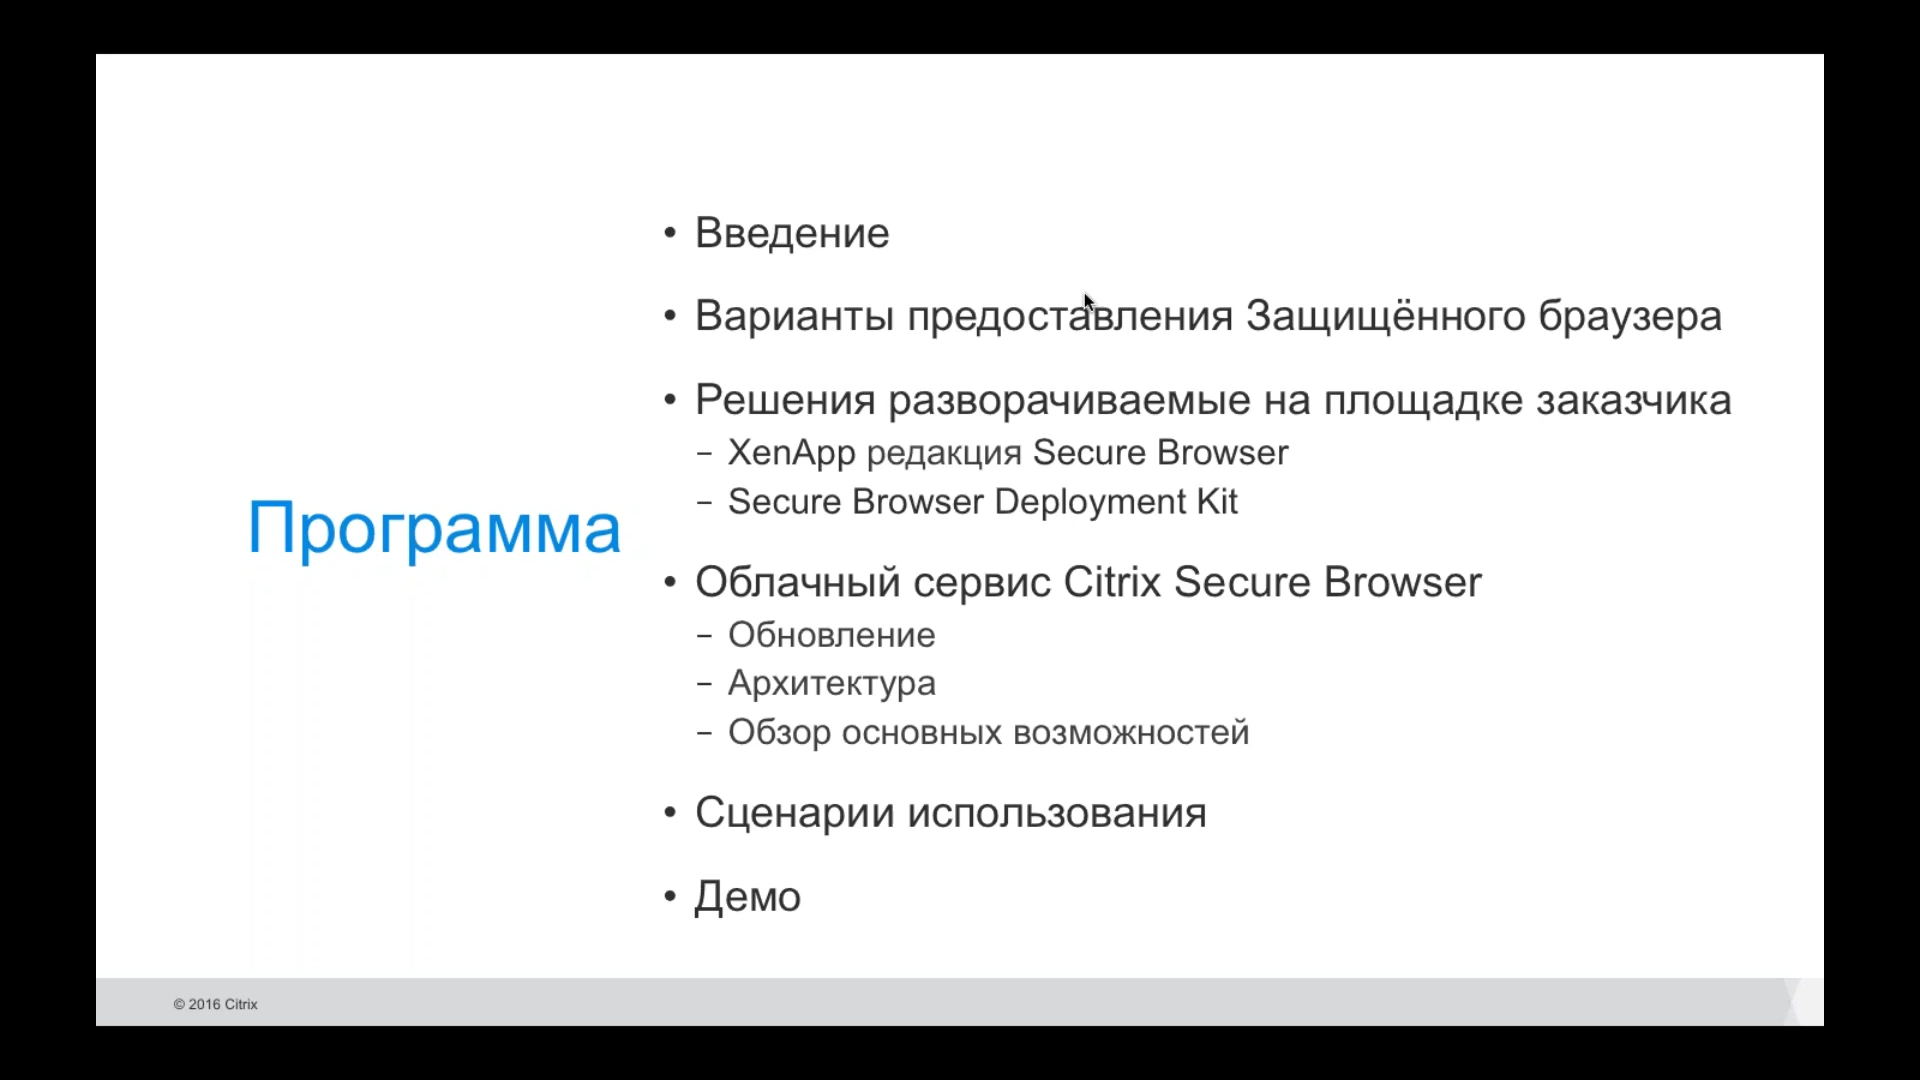 Программа
• Введение
• Варианты предоставления Защищённого браузера
• Решения разворачиваемые на площадке заказчика
– XenApp редакция Secure Browser
– Secure Browser Deployment Kit
• Облачный сервис Citrix Secure Browser
– Обновление
– Архитектура
– Обзор основных возможностей
• Сценарии использования
• Демо
© 2016 Citrix